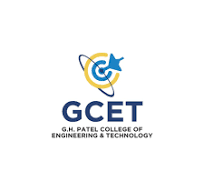 GCET
G.H. PATEL COLLEGE OF
ENGINEERING & TECHNOLOGY